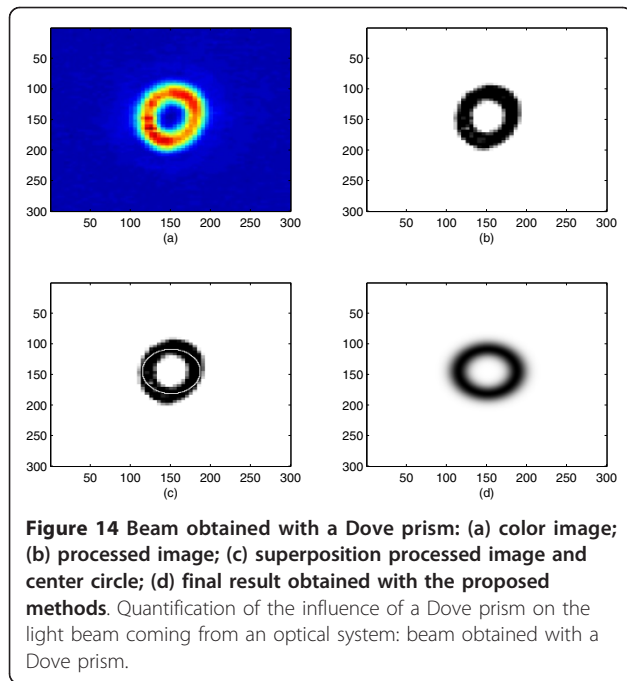 50
100
150
200
250
300
50 100 150 200 250 300
(a)
50
100
150
200
250
300
50 100 150 200 250 300
(b)
50
100
150
200
250
300
50 100 150 200 250 300
(c)
50
100
150
200
250
300
50 100 150 200 250 300
(d)
Figure 14 Beam obtained with a Dove prism: (a) color image;
(b) processed image; (c) superposition processed image and
center circle; (d) final result obtained with the proposed
methods. Quantification of the influence of a Dove prism on the
light beam coming from an optical system: beam obtained with a
Dove prism.